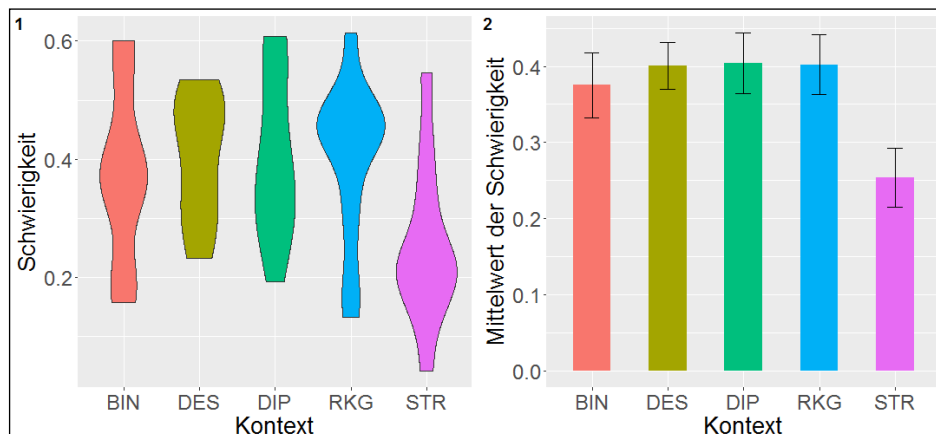 1
Schwierigkeit
0.6
0.4
0.2
BIN DES DIP RKG STR
Kontext
2
Mittelwert der Schwierigkeit
0.4
0.3
0.2
0.1
0.0
BIN DES DIP RKG STR
Kontext